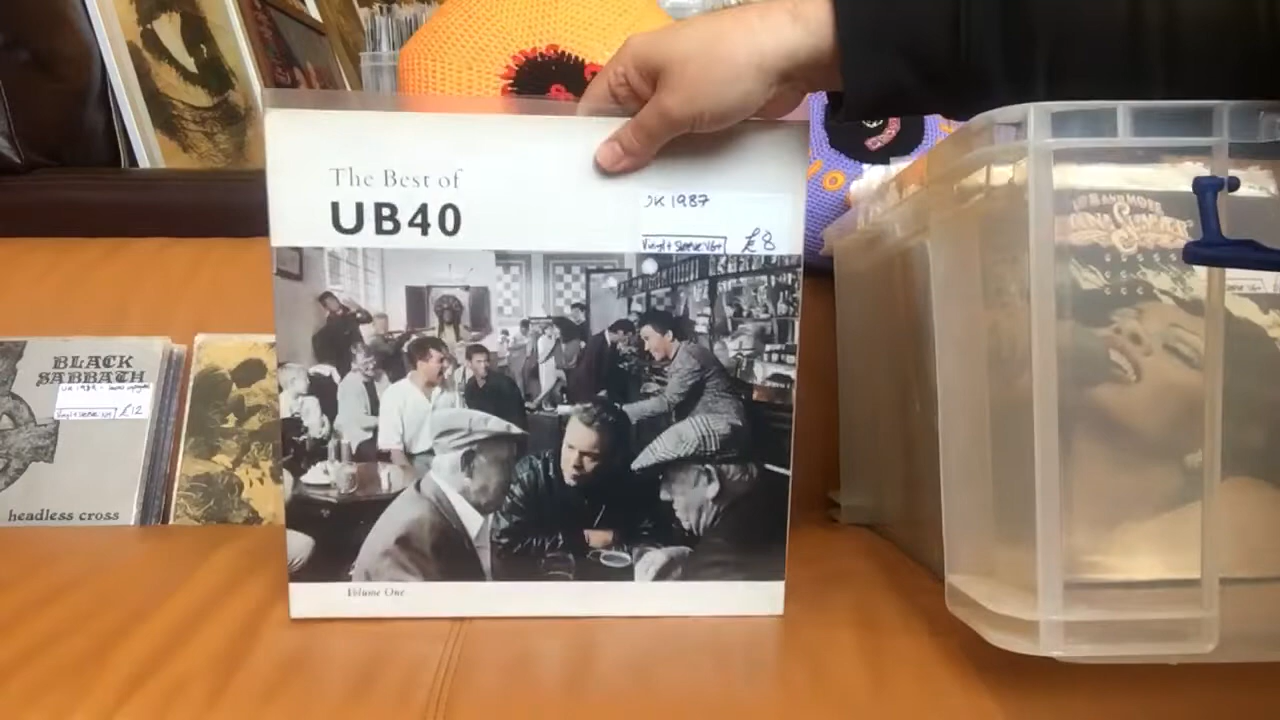 The Best of
UB40
UK 1987
Vinyl + Sleeve VG+ £8
Volume One
BLACK
SABBATH
£12
headless cross